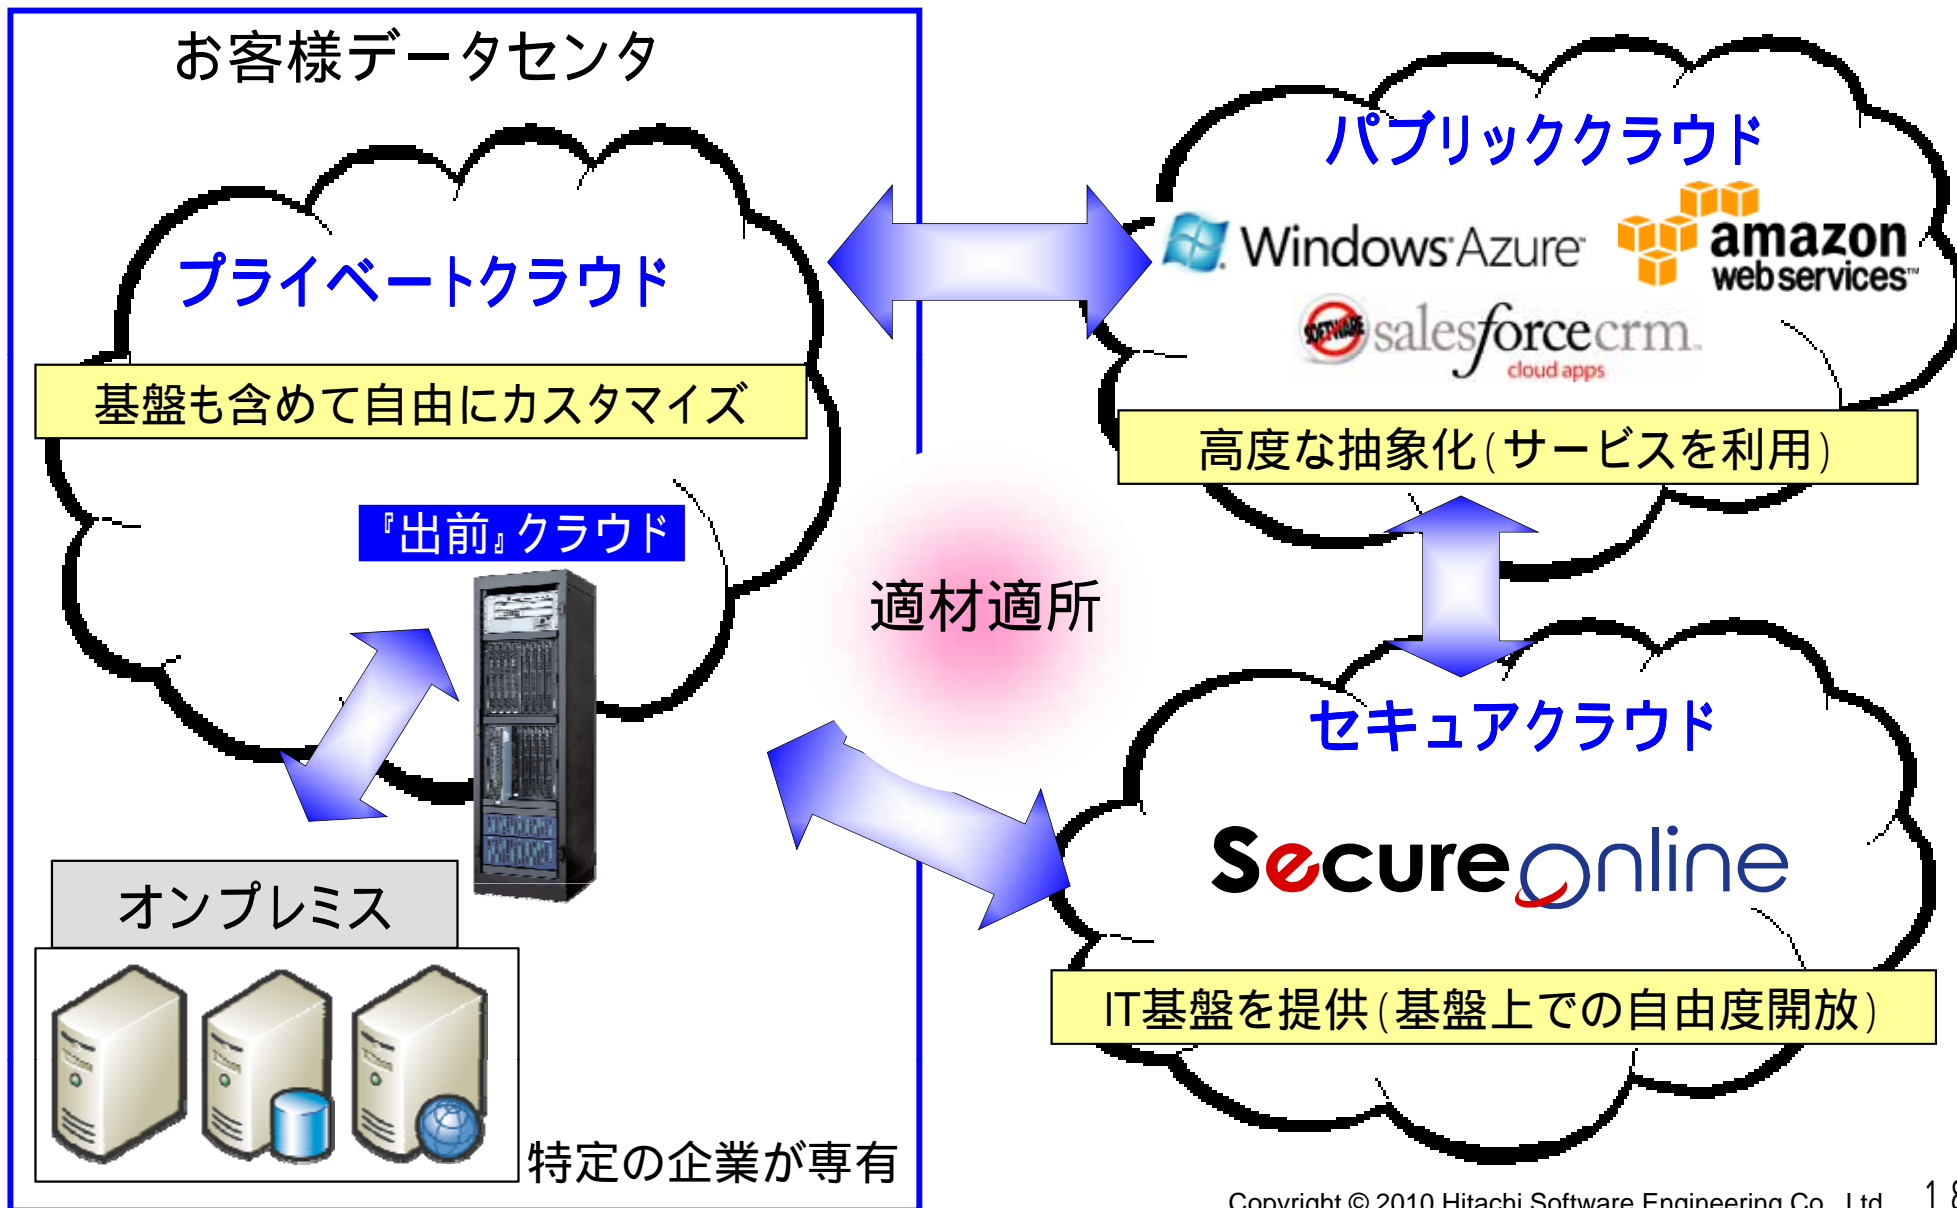 お客様データセンタ
プライベートクラウド
基盤も含めて自由にカスタマイズ
『出前』クラウド
オンプレミス
特定の企業が専有
適材適所
パブリッククラウド
Windows Azure™
amazon
web services™
SOFTWARE
salesforcecrm™
cloud apps
高度な抽象化(サービスを利用)
セキュアクラウド
Secureonline
IT基盤を提供(基盤上での自由度開放)
Copyright © 2010 Hitachi Software Engineering Co., Ltd.
18